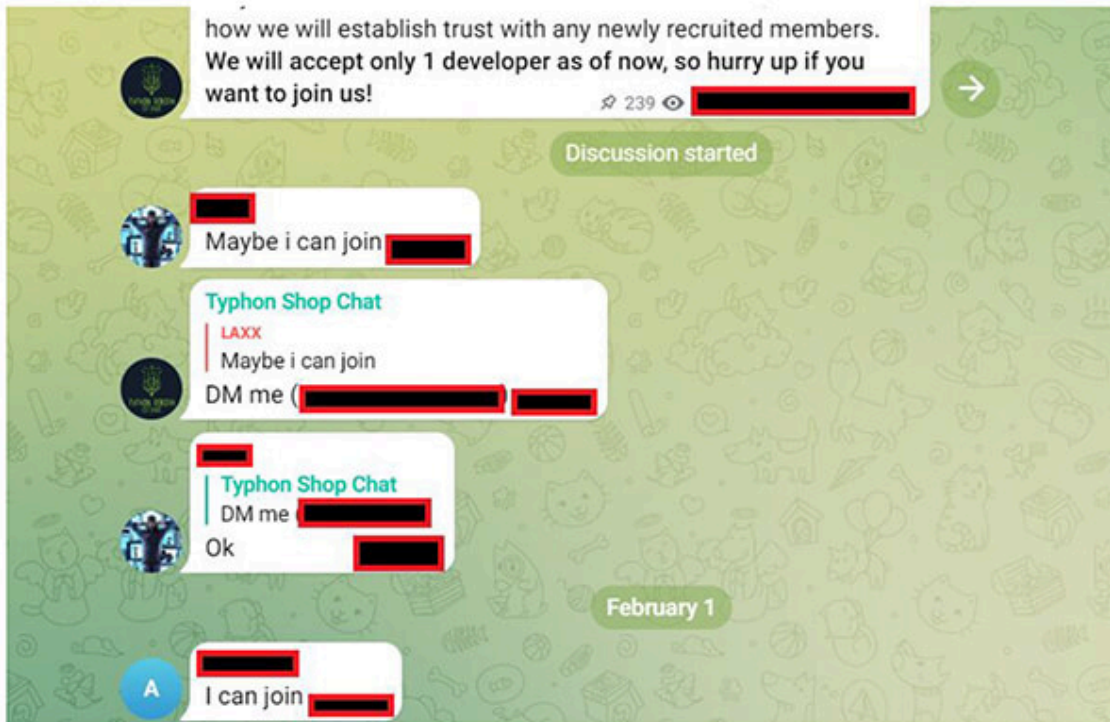 how we will establish trust with any newly recruited members.
We will accept only 1 developer as of now, so hurry up if you
want to join us!
239
Discussion started
Maybe i can join
Typhon Shop Chat
LAXX
Maybe i can join
DM me (
)
Typhon Shop Chat
DM me (
Ok
February 1
A
I can join